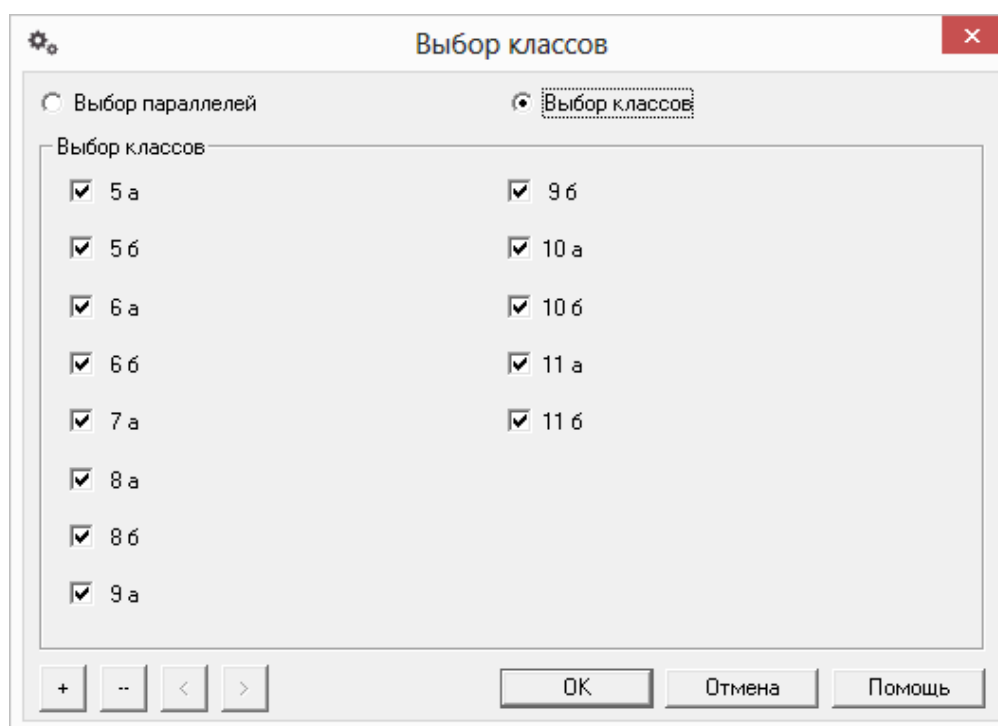 Выбор классов
Выбор параллелей
Выбор классов
Выбор классов
5 а
5 б
6 а
6 б
7 а
8 а
8 б
9 а
9 б
10 а
10 б
11 а
11 б
+
--
<
>
OK
Отмена
Помощь